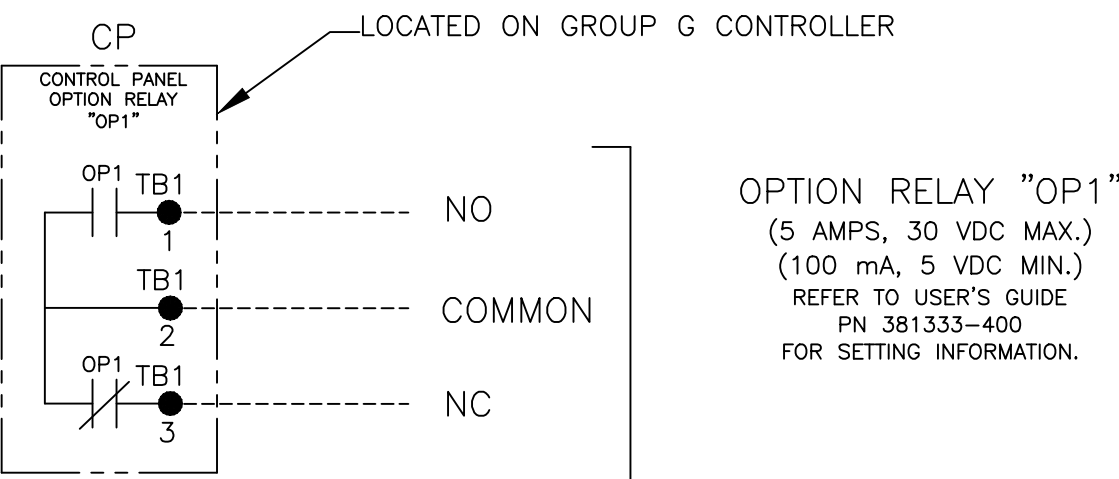 LOCATED ON GROUP G CONTROLLER
CP
CONTROL PANEL
OPTION RELAY
"OP1"
OP1
TB1
1
NO
TB1
2
COMMON
OP1
TB1
3
NC
OPTION RELAY "OP1"
(5 AMPS, 30 VDC MAX.)
(100 mA, 5 VDC MIN.)
REFER TO USER'S GUIDE
PN 381333-400
FOR SETTING INFORMATION.